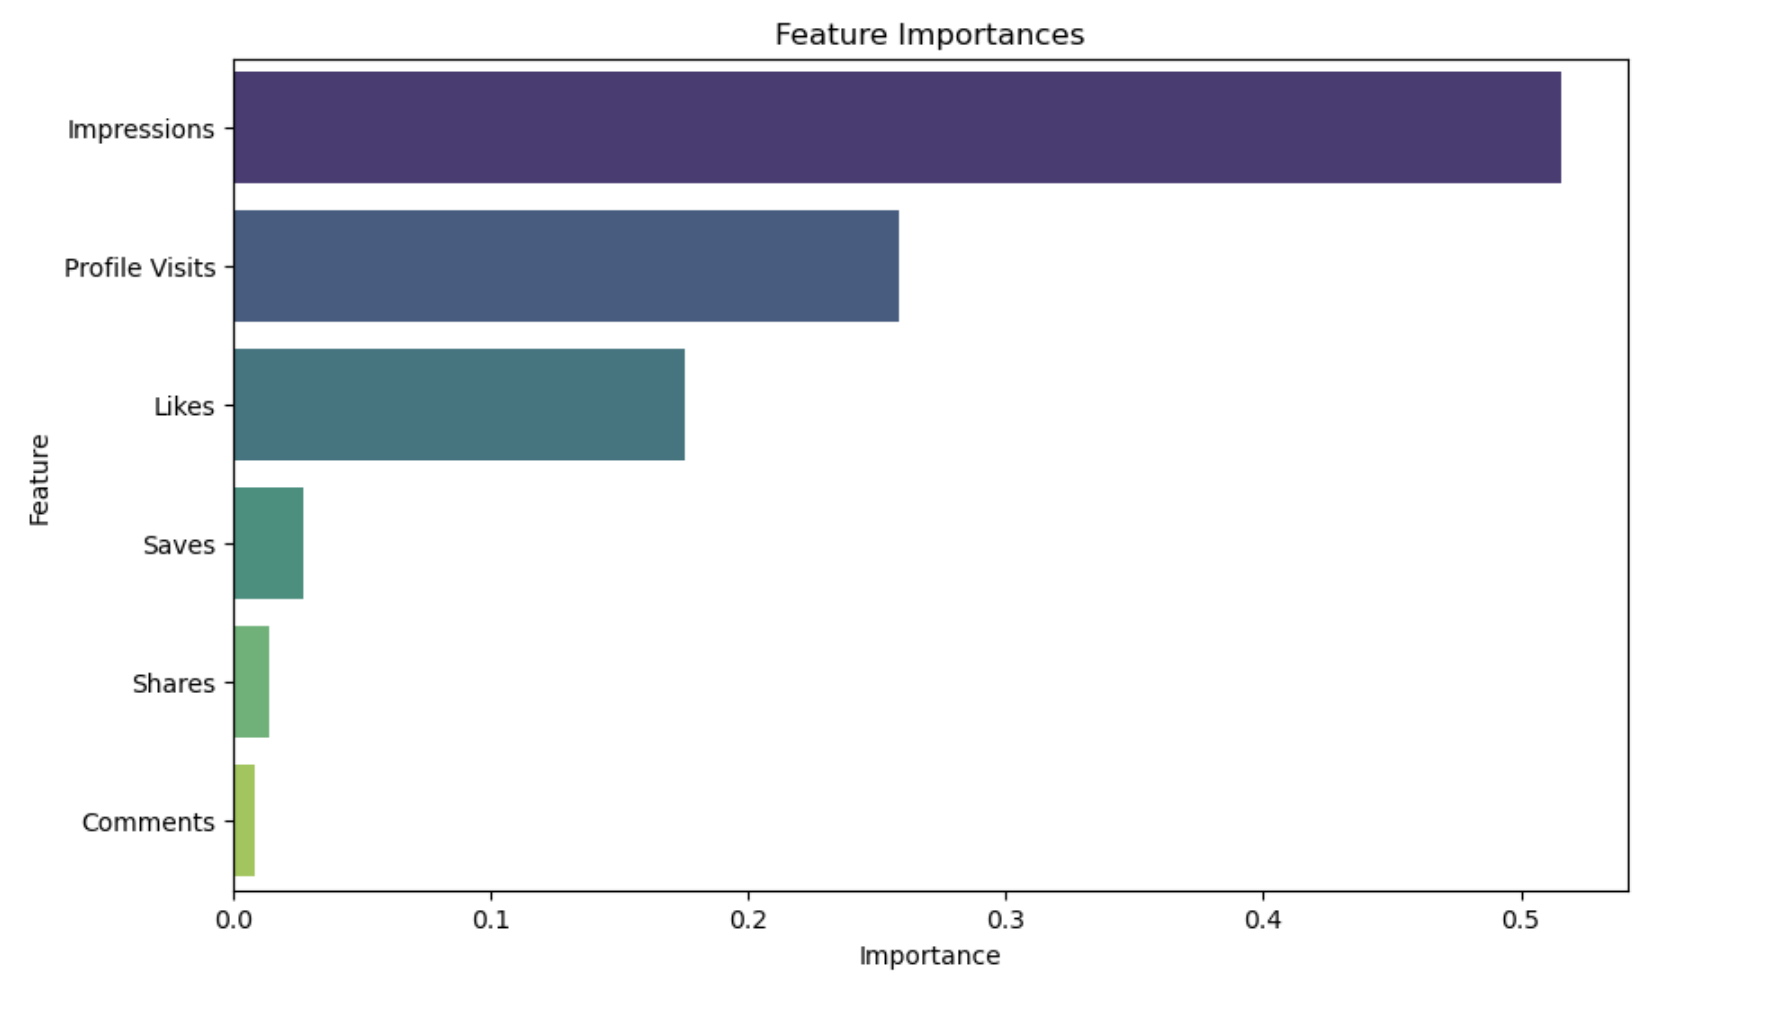 Feature Importances
Impressions
Profile Visits
Likes
Saves
Shares
Comments
Feature
0.0 0.1 0.2 0.3 0.4 0.5
Importance